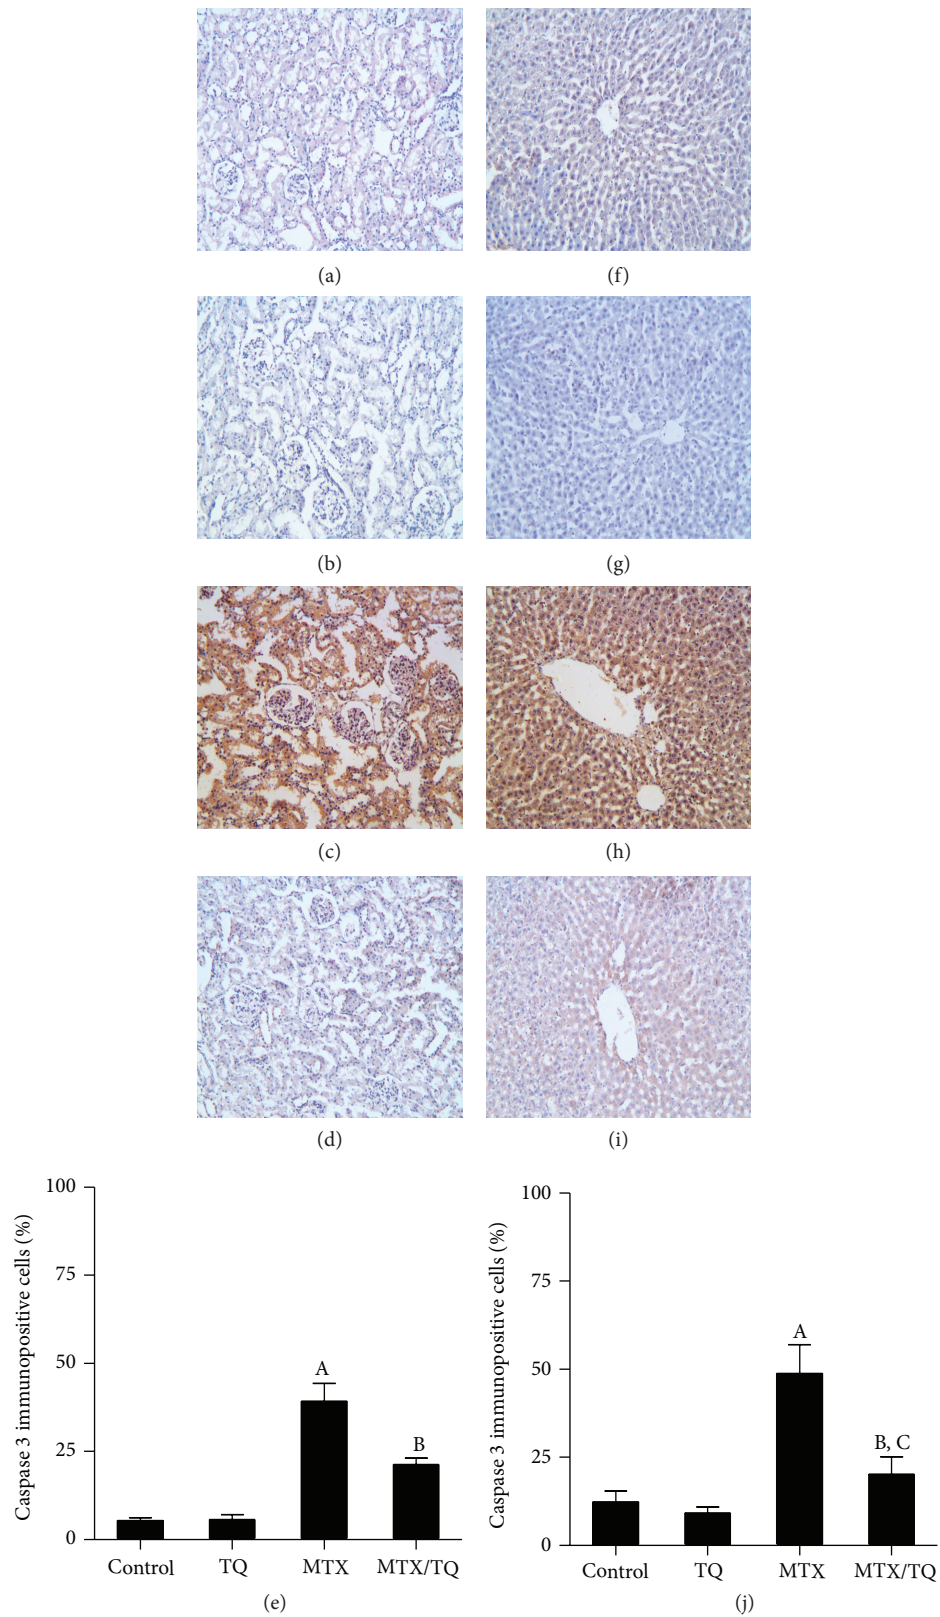 (a)
(f)
(b)
(g)
(c)
(h)
(d)
(i)
Caspase 3 immunopositive cells (%)
100
75
50
25
0
A
B
Control
TQ
MTX
MTX/TQ
(e)
Caspase 3 immunopositive cells (%)
100
75
50
25
0
A
B, C
Control
TQ
MTX
MTX/TQ
(j)